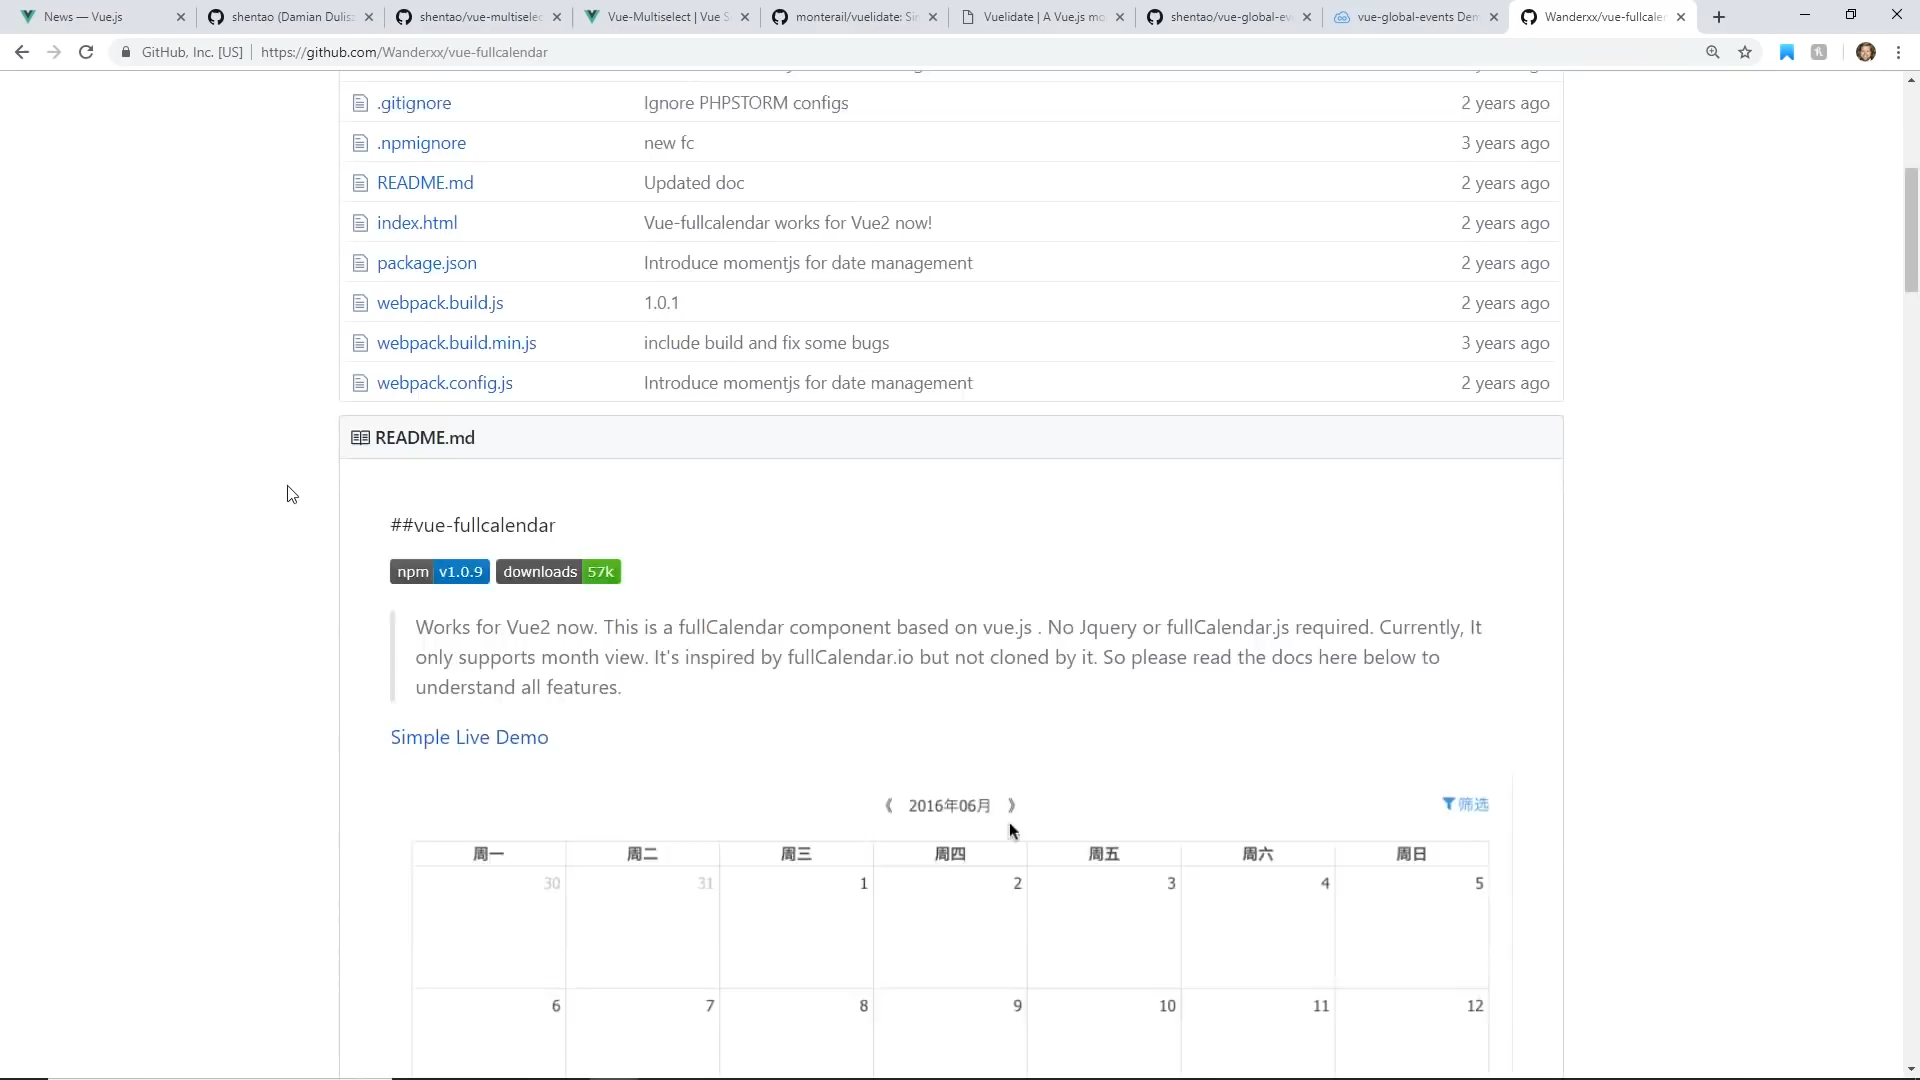 News — Vue.js
shentao (Damian Dulisz
shentao/vue-multiselec
Vue-Multiselect | Vue S
monterail/vuelidate: Sin
Vuelidate | A Vue.js mo
shentao/vue-global-eve
vue-global-events Dem
Wanderxx/vue-fullcalen
GitHub, Inc. [US]
https://github.com/Wanderxx/vue-fullcalendar
.gitignore Ignore PHPSTORM configs 2 years ago
.npmignore new fc 3 years ago
README.md Updated doc 2 years ago
index.html Vue-fullcalendar works for Vue2 now! 2 years ago
package.json Introduce momentjs for date management 2 years ago
webpack.build.js 1.0.1 2 years ago
webpack.build.min.js include build and fix some bugs 3 years ago
webpack.config.js Introduce momentjs for date management 2 years ago
README.md
##vue-fullcalendar
npm v1.0.9 downloads 57k
Works for Vue2 now. This is a fullCalendar component based on vue.js . No Jquery or fullCalendar.js required. Currently, It
only supports month view. It's inspired by fullCalendar.io but not cloned by it. So please read the docs here below to
understand all features.
Simple Live Demo
《 2016年06月 》 筛选
周一 周二 周三 周四 周五 周六 周日
30 31 1 2 3 4 5
6 7 8 9 10 11 12